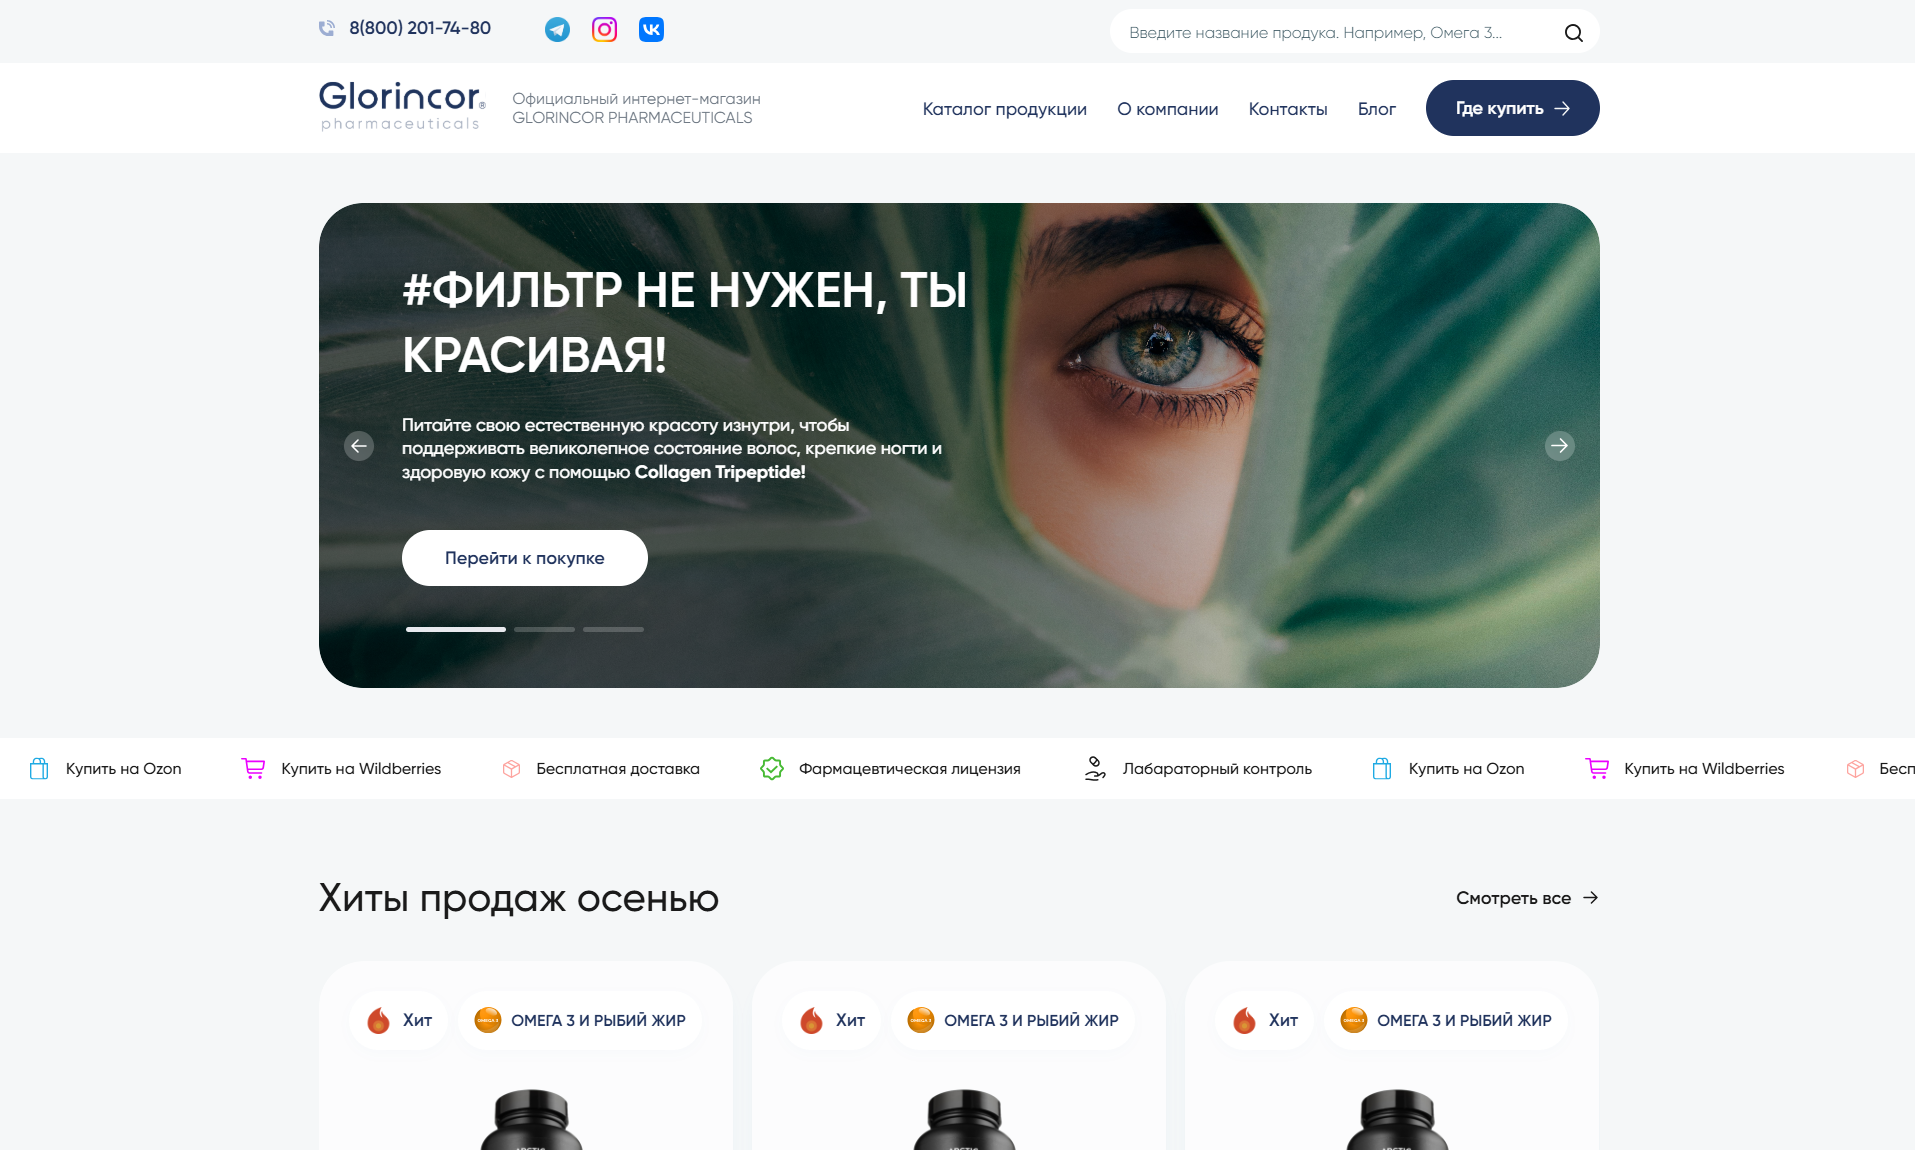 8(800) 201-74-80
Введите название продука. Например, Омега 3...
Glorincor®
pharmaceuticals
Официальный интернет-магазин
GLORINCOR PHARMACEUTICALS
Каталог продукции
О компании
Контакты
Блог
Где купить
#ФИЛЬТР НЕ НУЖЕН, ТЫ
КРАСИВАЯ!
Питайте свою естественную красоту изнутри, чтобы
поддерживать великолепное состояние волос, крепкие ногти и
здоровую кожу с помощью Collagen Tripeptide!
Перейти к покупке
Купить на Ozon
Купить на Wildberries
Бесплатная доставка
Фармацевтическая лицензия
Лабараторный контроль
Купить на Ozon
Купить на Wildberries
Бесп
Хиты продаж осенью
Смотреть все
Хит
ОМЕГА 3 И РЫБИЙ ЖИР
Хит
ОМЕГА 3 И РЫБИЙ ЖИР
Хит
ОМЕГА 3 И РЫБИЙ ЖИР